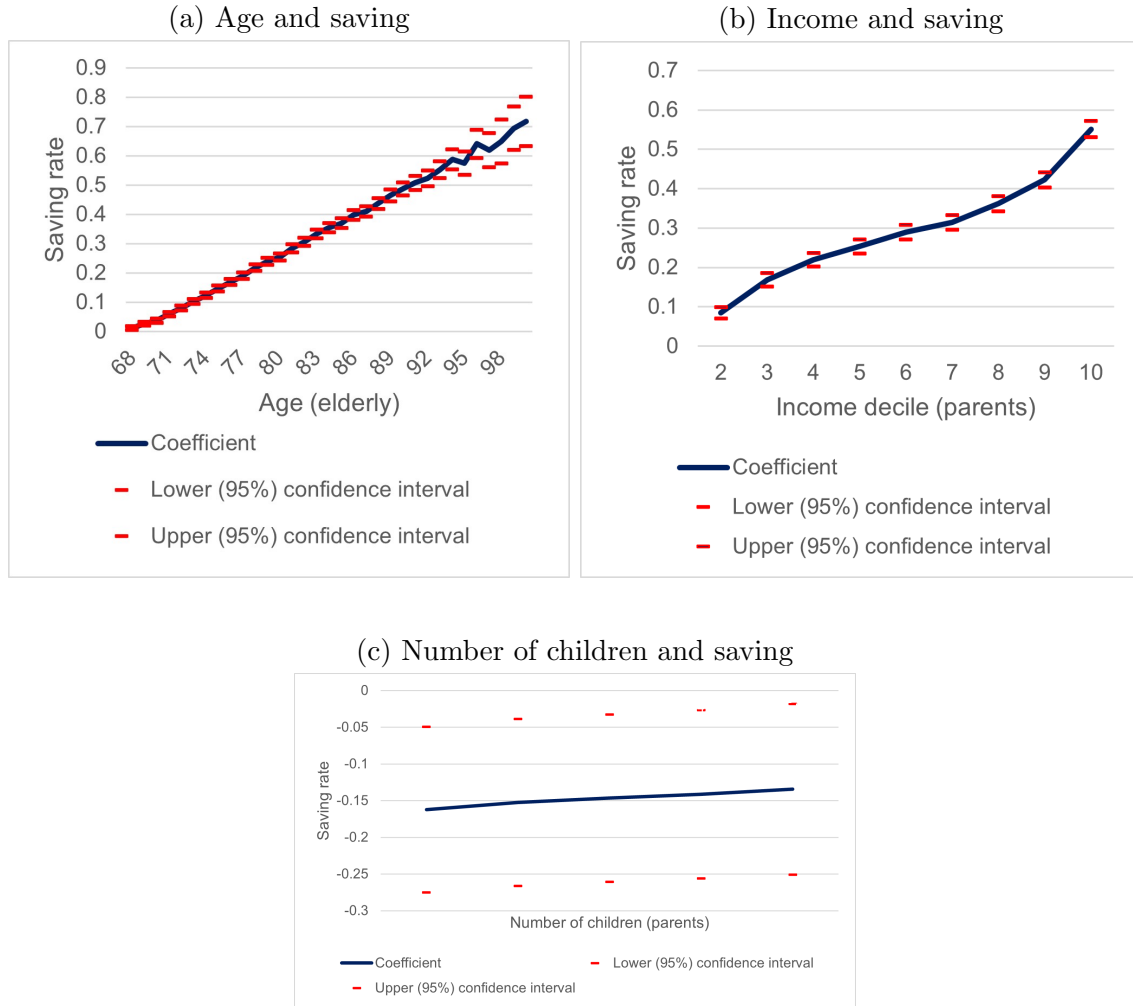 (a) Age and saving
0.9
0.8
0.7
0.6
0.5
0.4
0.3
0.2
0.1
0
Saving rate
68 71 74 77 80 83 86 89 92 95 98
Age (elderly)
Coefficient
Lower (95%) confidence interval
Upper (95%) confidence interval
(b) Income and saving
0.7
0.6
0.5
0.4
0.3
0.2
0.1
0
Saving rate
2 3 4 5 6 7 8 9 10
Income decile (parents)
Coefficient
Lower (95%) confidence interval
Upper (95%) confidence interval
(c) Number of children and saving
0
-0.05
-0.1
-0.15
-0.2
-0.25
-0.3
Saving rate
Number of children (parents)
Coefficient
Lower (95%) confidence interval
Upper (95%) confidence interval